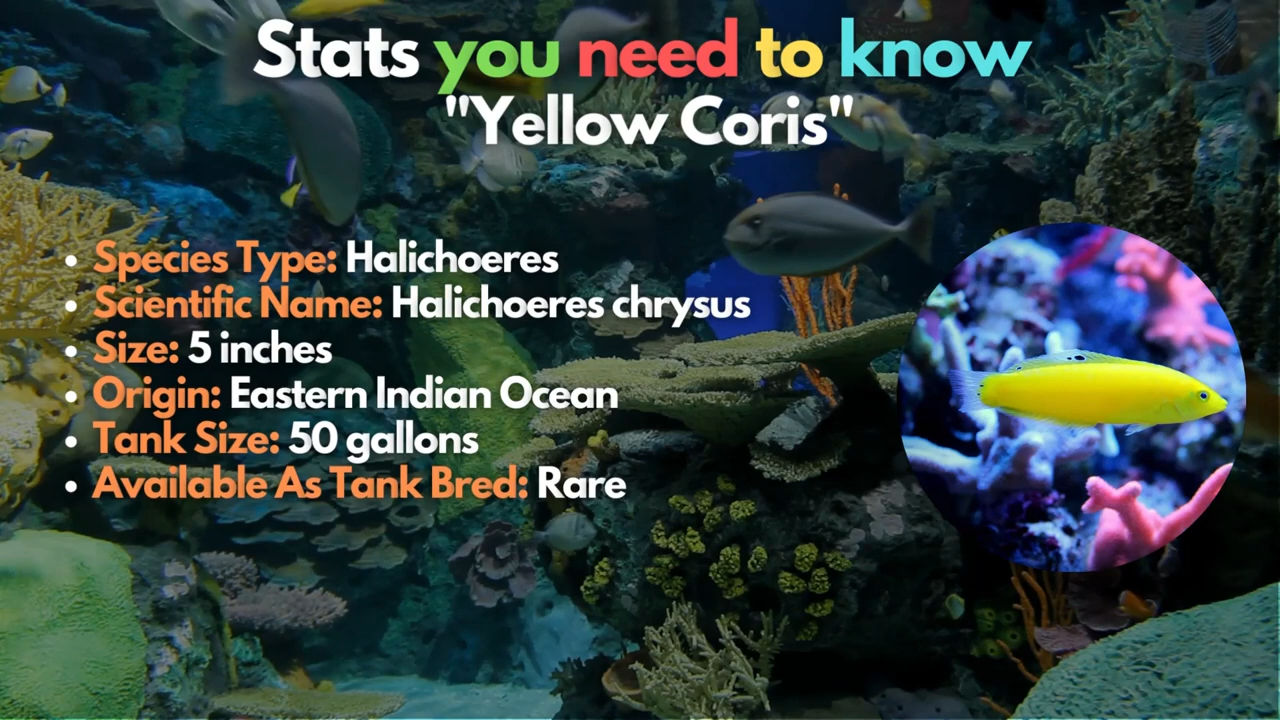 Stats you need to know
"Yellow Coris"
• Species Type: Halichoeres
• Scientific Name: Halichoeres chrysus
• Size: 5 inches
• Origin: Eastern Indian Ocean
• Tank Size: 50 gallons
• Available As Tank Bred: Rare